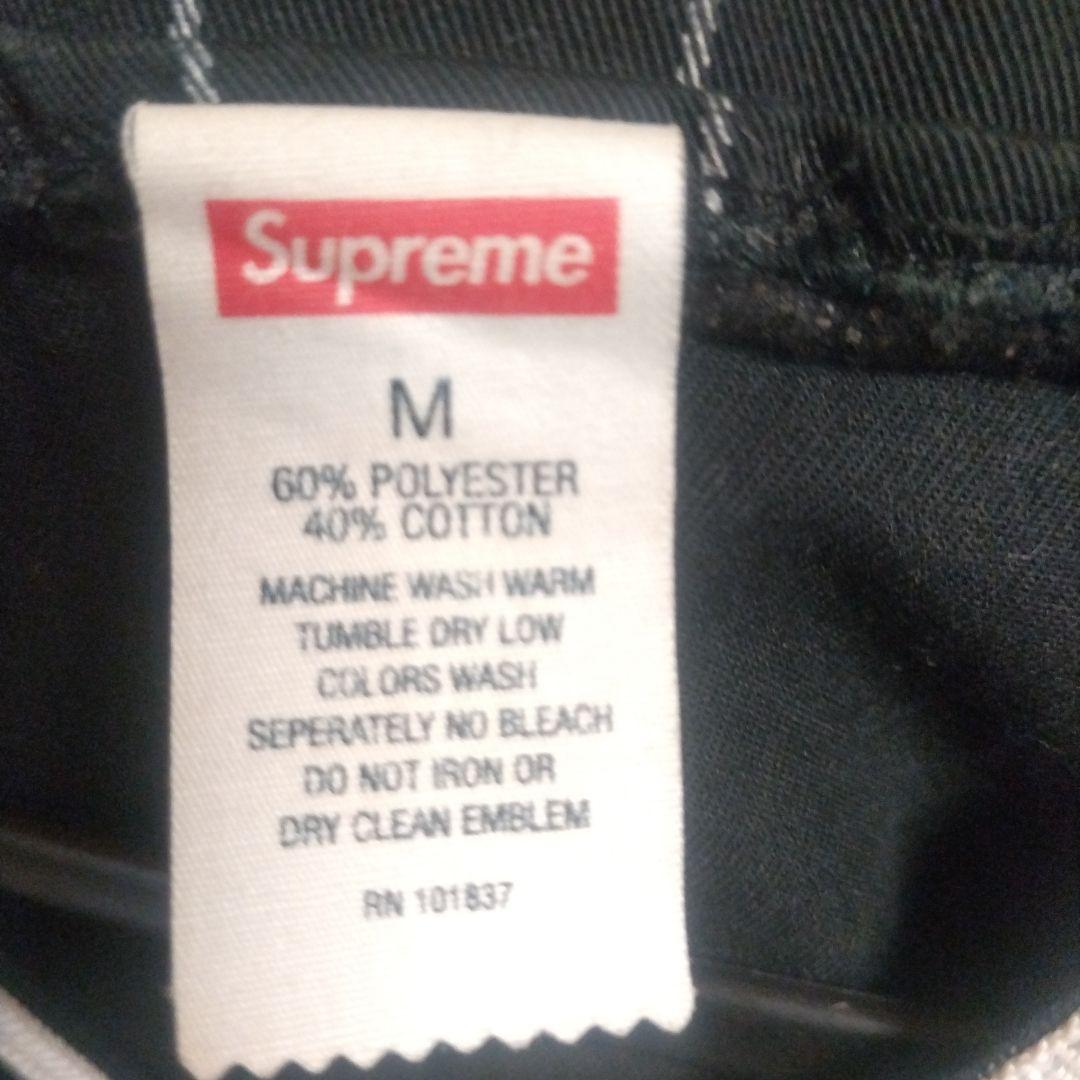 Supreme
M
60% POLYESTER
40% COTTON
MACHINE WASH WARM
TUMBLE DRY LOW
COLORS WASH
SEPERATELY NO BLEACH
DO NOT IRON OR
DRY CLEAN EMBLEM
RN 101837